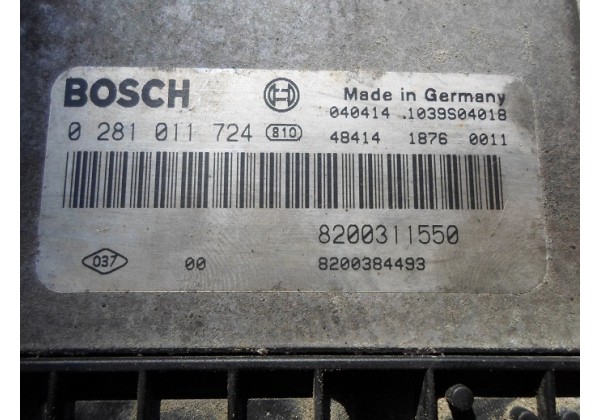 BOSCH Made in Germany
040414 .1039S04018
0 281 011 724 810 48414 1876 0011
8200311550
037 00 8200384493